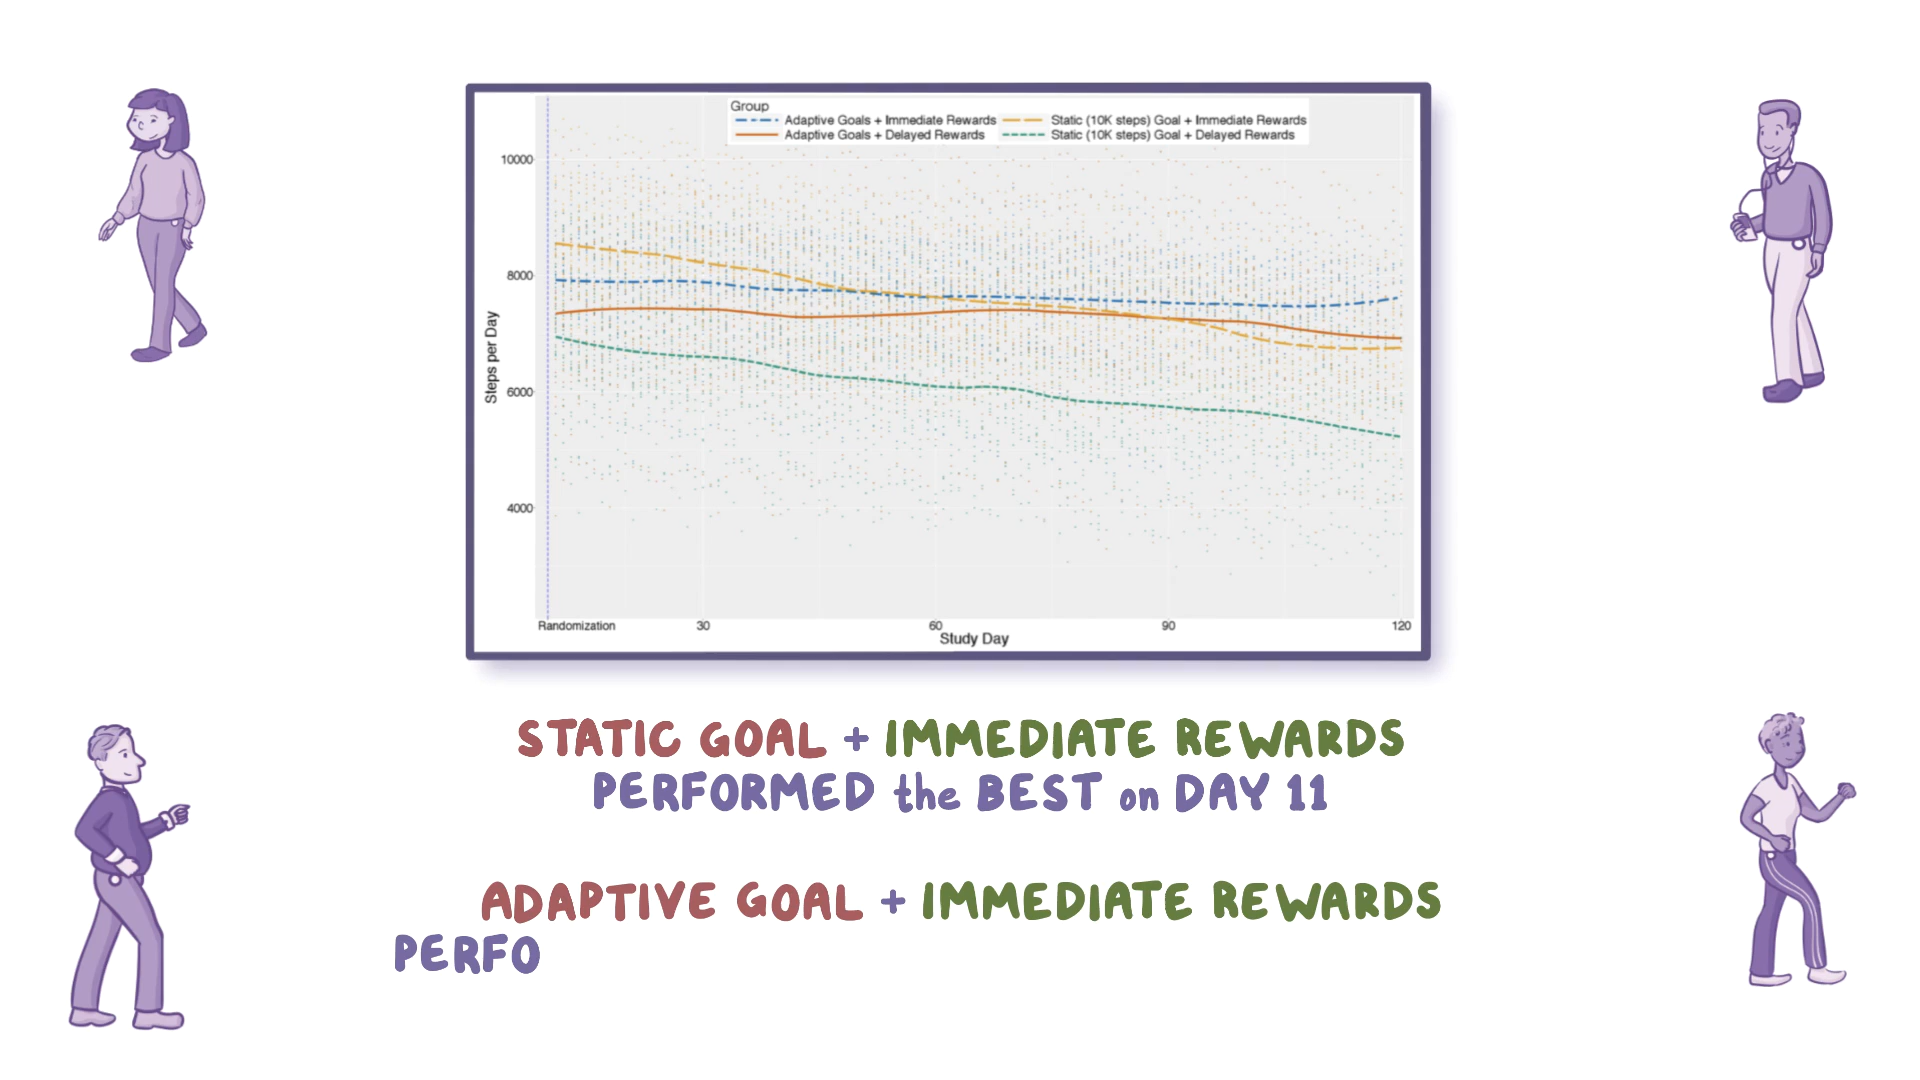 Group
Adaptive Goals + Immediate Rewards Static (10K steps) Goal + Immediate Rewards
Adaptive Goals + Delayed Rewards Static (10K steps) Goal + Delayed Rewards
10000
8000
6000
4000
Steps per Day
Randomization 30 60 90 120
Study Day
STATIC GOAL + IMMEDIATE REWARDS
PERFORMED the BEST on DAY 11
ADAPTIVE GOAL + IMMEDIATE REWARDS
PERFO